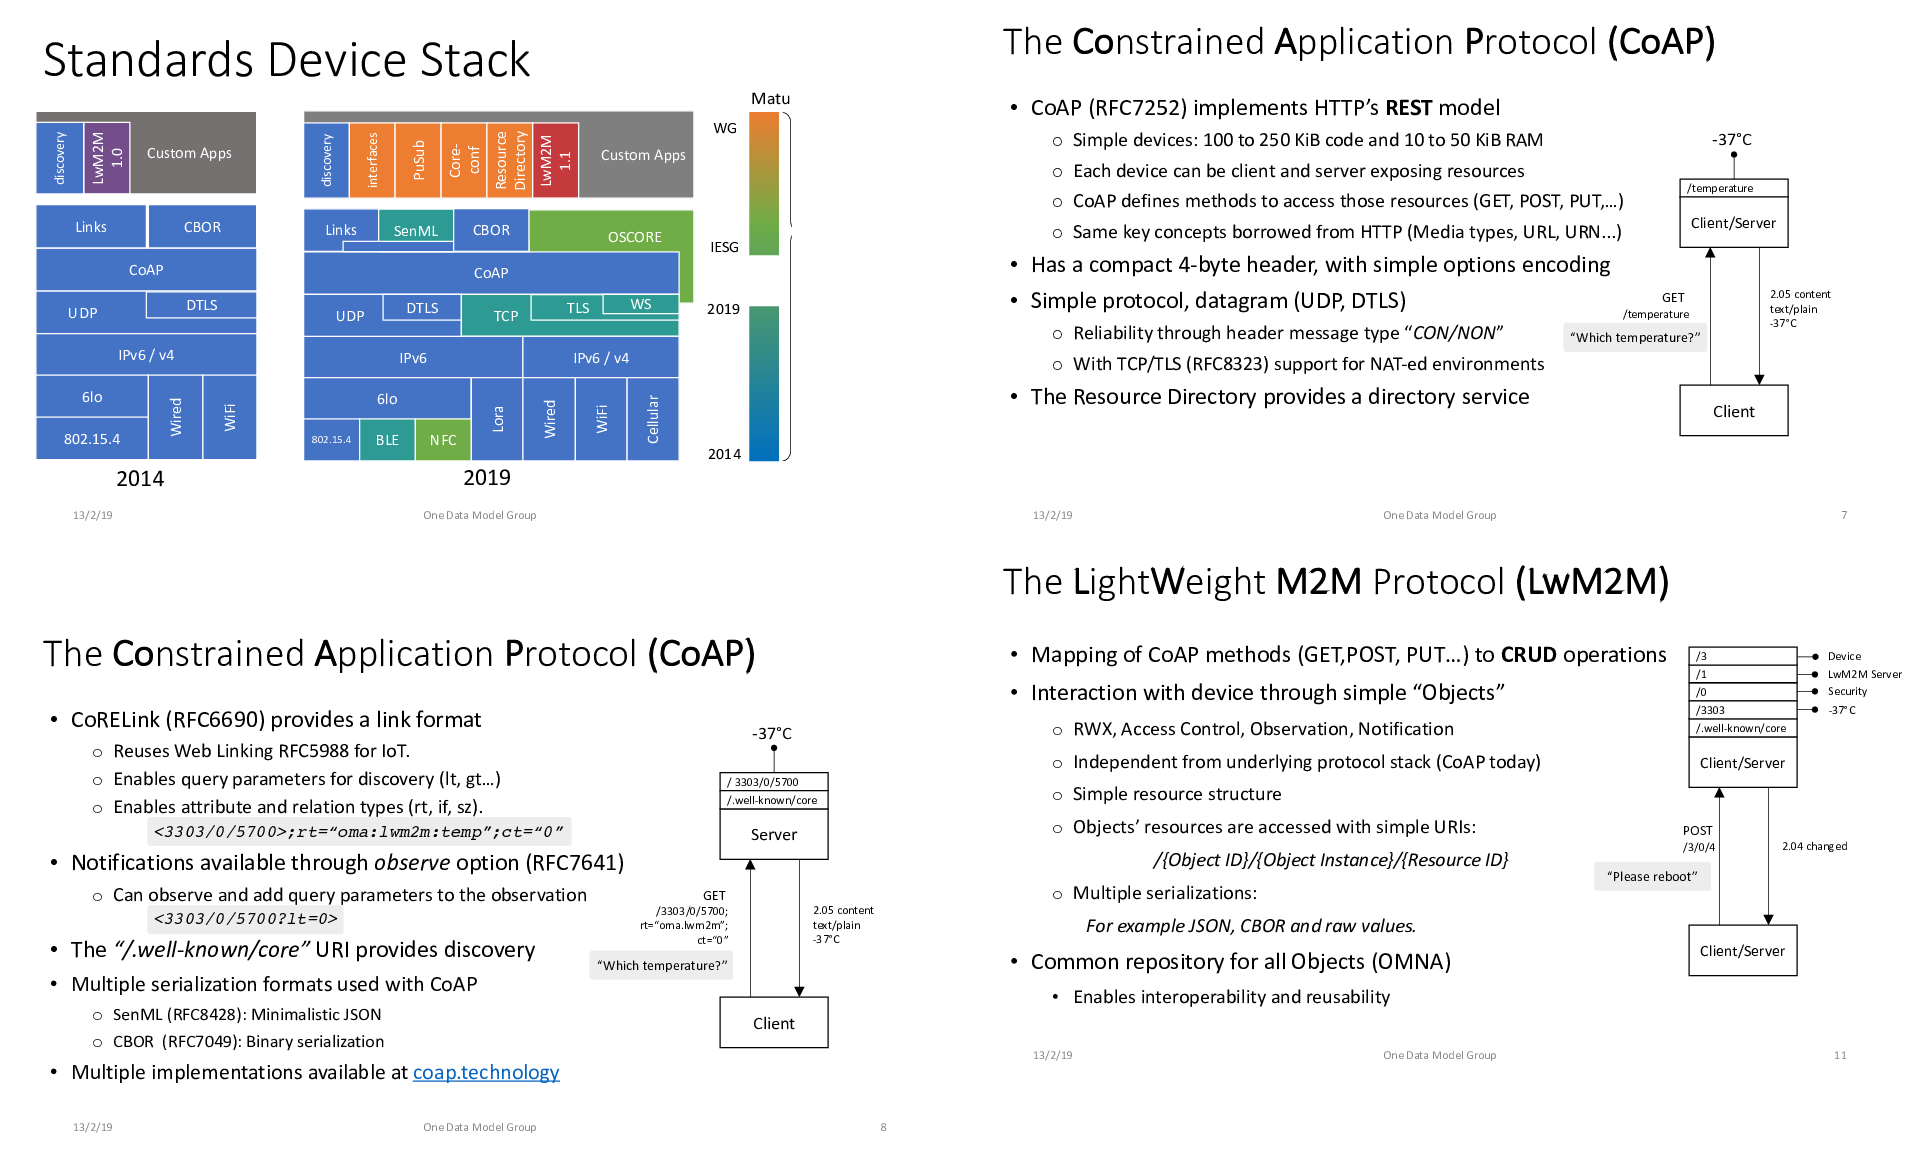 Standards Device Stack
Matu
WG
IESG
2019
2014
discovery
LwM2M
1.0
Custom Apps
Links
CBOR
CoAP
UDP
DTLS
IPv6 / v4
6lo
802.15.4
Wired
WiFi
2014
discovery
interfaces
PuSub
Core-
conf
Resource
Directory
LwM2M
1.1
Custom Apps
Links
SenML
CBOR
OSCORE
CoAP
UDP
DTLS
TCP
TLS
WS
IPv6
IPv6 / v4
6lo
802.15.4
BLE
NFC
Lora
Wired
WiFi
Cellular
2019
13/2/19
One Data Model Group
The Constrained Application Protocol (CoAP)
• CoAP (RFC7252) implements HTTP’s REST model
o Simple devices: 100 to 250 KiB code and 10 to 50 KiB RAM
o Each device can be client and server exposing resources
o CoAP defines methods to access those resources (GET, POST, PUT,…)
o Same key concepts borrowed from HTTP (Media types, URL, URN...)
• Has a compact 4-byte header, with simple options encoding
• Simple protocol, datagram (UDP, DTLS)
o Reliability through header message type “CON/NON”
o With TCP/TLS (RFC8323) support for NAT-ed environments
• The Resource Directory provides a directory service
-37°C
/temperature
Client/Server
GET
/temperature
“Which temperature?”
2.05 content
text/plain
-37°C
Client
13/2/19
One Data Model Group
7
The Constrained Application Protocol (CoAP)
• CoRELink (RFC6690) provides a link format
o Reuses Web Linking RFC5988 for IoT.
o Enables query parameters for discovery (lt, gt…)
o Enables attribute and relation types (rt, if, sz).
<3303/0/5700>;rt=“oma:lwm2m:temp”;ct=“0”
• Notifications available through observe option (RFC7641)
o Can observe and add query parameters to the observation
<3303/0/5700?lt=0>
• The “/.well-known/core” URI provides discovery
• Multiple serialization formats used with CoAP
o SenML (RFC8428): Minimalistic JSON
o CBOR (RFC7049): Binary serialization
• Multiple implementations available at coap.technology
-37°C
/ 3303/0/5700
/.well-known/core
Server
GET
/3303/0/5700;
rt=“oma.lwm2m”;
ct=“0”
“Which temperature?”
2.05 content
text/plain
-37°C
Client
13/2/19
One Data Model Group
8
The LightWeight M2M Protocol (LwM2M)
• Mapping of CoAP methods (GET,POST, PUT…) to CRUD operations
• Interaction with device through simple “Objects”
o RWX, Access Control, Observation, Notification
o Independent from underlying protocol stack (CoAP today)
o Simple resource structure
o Objects’ resources are accessed with simple URIs:
/{Object ID}/{Object Instance}/{Resource ID}
o Multiple serializations:
For example JSON, CBOR and raw values.
• Common repository for all Objects (OMNA)
• Enables interoperability and reusability
/3
Device
/1
LwM2M Server
/0
Security
/3303
-37°C
/.well-known/core
Client/Server
POST
/3/0/4
“Please reboot”
2.04 changed
Client/Server
13/2/19
One Data Model Group
11